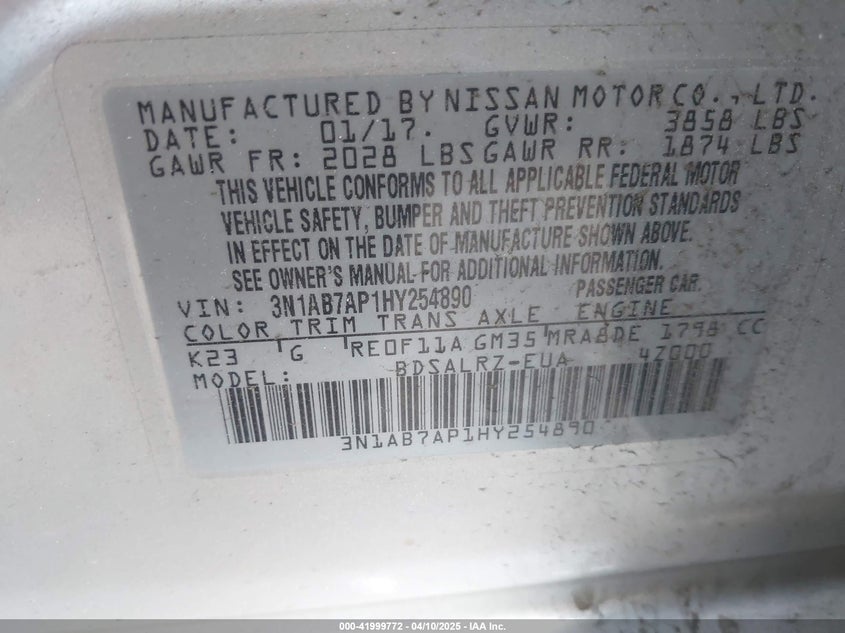 MANUFACTURED BY NISSAN MOTOR CO., LTD.
DATE: 01/17. GVWR: 3858 LBS
GAWR FR: 2028 LBS GAWR RR: 1874 LBS
THIS VEHICLE CONFORMS TO ALL APPLICABLE FEDERAL MOTOR
VEHICLE SAFETY, BUMPER AND THEFT PREVENTION STANDARDS
IN EFFECT ON THE DATE OF MANUFACTURE SHOWN ABOVE.
SEE OWNER'S MANUAL FOR ADDITIONAL INFORMATION.
VIN: 3N1AB7AP1HY254890 PASSENGER CAR.
COLOR TRIM TRANS AXLE ENGINE
K23 G RE0F11A GM35 MRA8DE 1798 CC
MODEL: BDSALRZ-EUA 4Z000
3N1AB7AP1HY254890
000-41999772 - 04/10/2025 - IAA Inc.